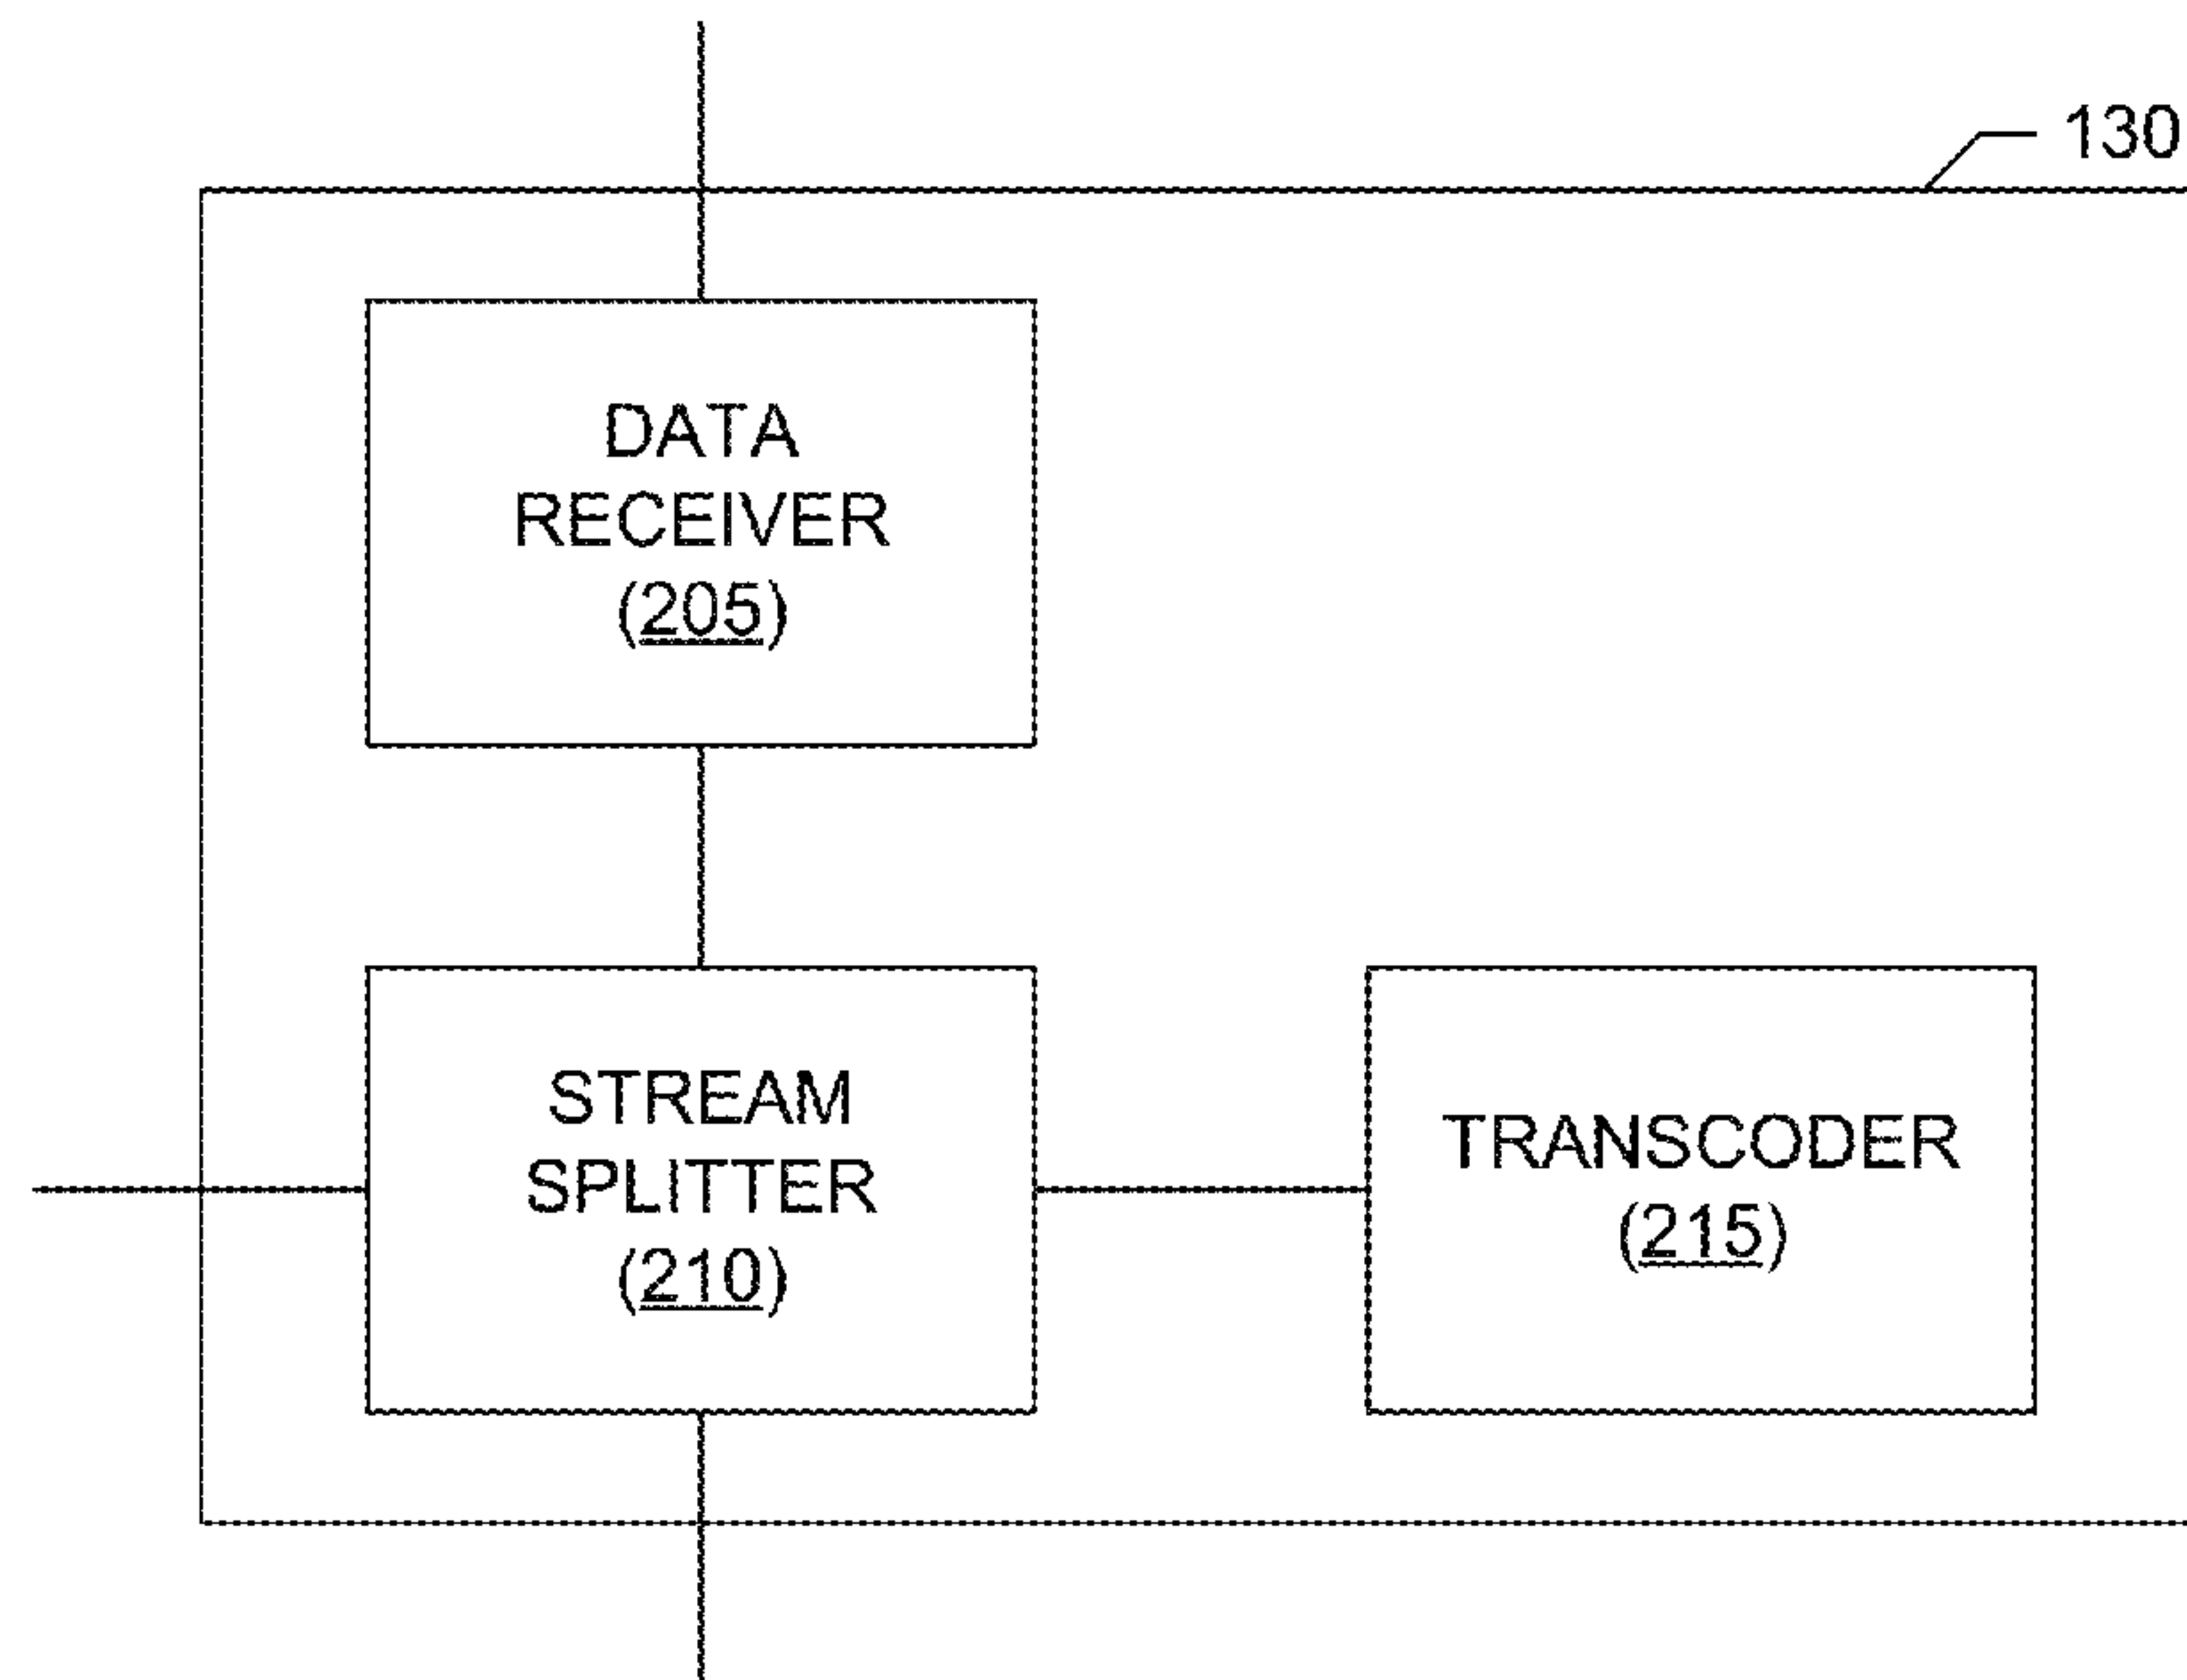 130
DATA
RECEIVER
(205)
STREAM
SPLITTER
(210)
TRANSCODER
(215)